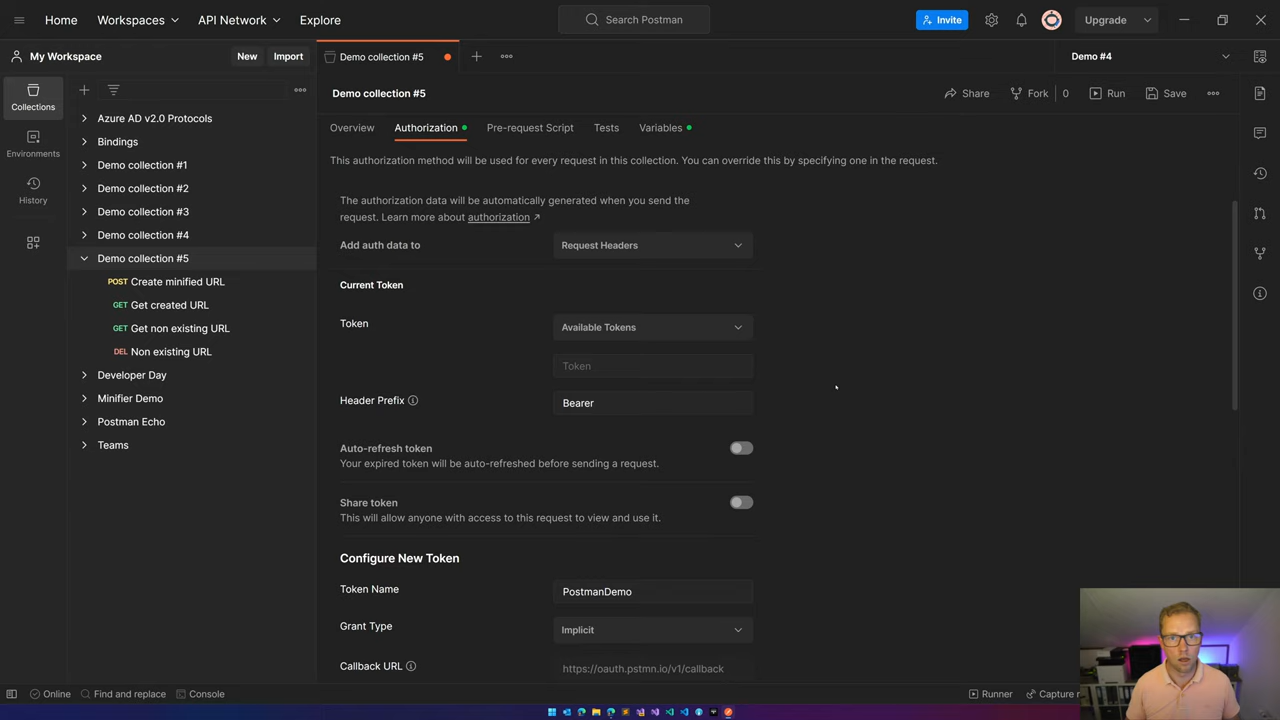 Home
Workspaces
API Network
Explore
Search Postman
Invite
Upgrade
My Workspace
New
Import
Demo collection #5
Demo #4
Collections
Environments
History
Azure AD v2.0 Protocols
Bindings
Demo collection #1
Demo collection #2
Demo collection #3
Demo collection #4
Demo collection #5
POST Create minified URL
GET Get created URL
GET Get non existing URL
DEL Non existing URL
Developer Day
Minifier Demo
Postman Echo
Teams
Demo collection #5
Share
Fork
0
Run
Save
Overview
Authorization
Pre-request Script
Tests
Variables
This authorization method will be used for every request in this collection. You can override this by specifying one in the request.
The authorization data will be automatically generated when you send the
request. Learn more about authorization
Add auth data to
Request Headers
Current Token
Token
Available Tokens
Token
Header Prefix
Bearer
Auto-refresh token
Your expired token will be auto-refreshed before sending a request.
Share token
This will allow anyone with access to this request to view and use it.
Configure New Token
Token Name
PostmanDemo
Grant Type
Implicit
Callback URL
https://oauth.pstmn.io/v1/callback
Online
Find and replace
Console
Runner
Capture r